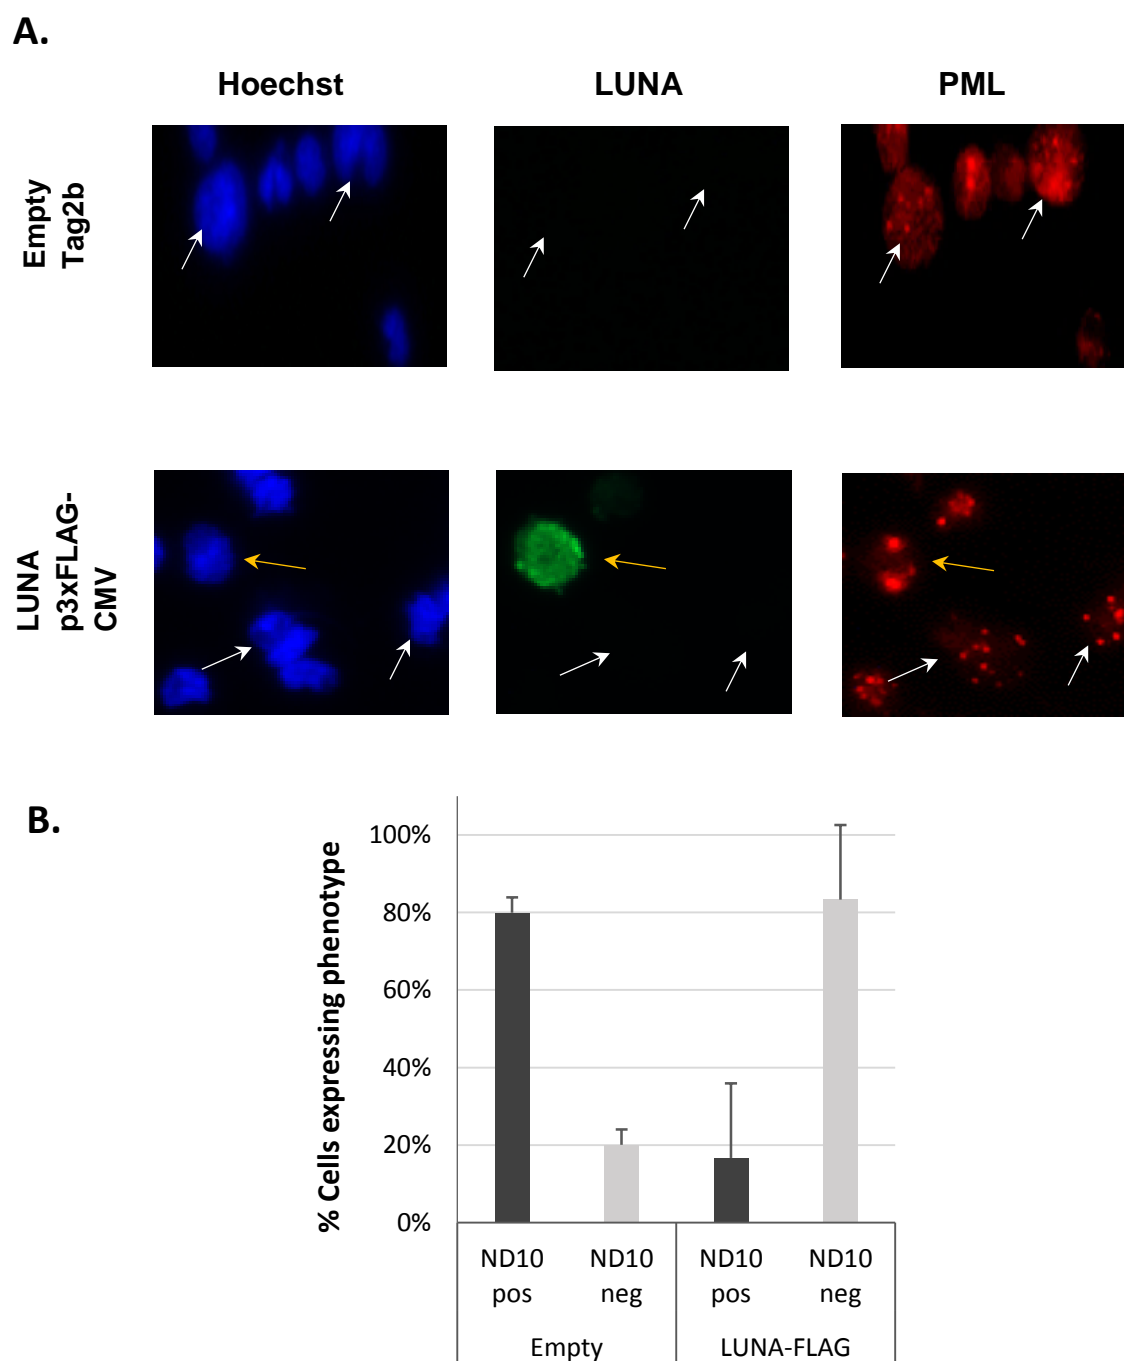 A.
Hoechst
LUNA
PML
Empty
Tag2b
LUNA
p3xFLAG-
CMV
B.
% Cells expressing phenotype
100%
80%
60%
40%
20%
0%
ND10
pos
ND10
neg
ND10
pos
ND10
neg
Empty
LUNA-FLAG